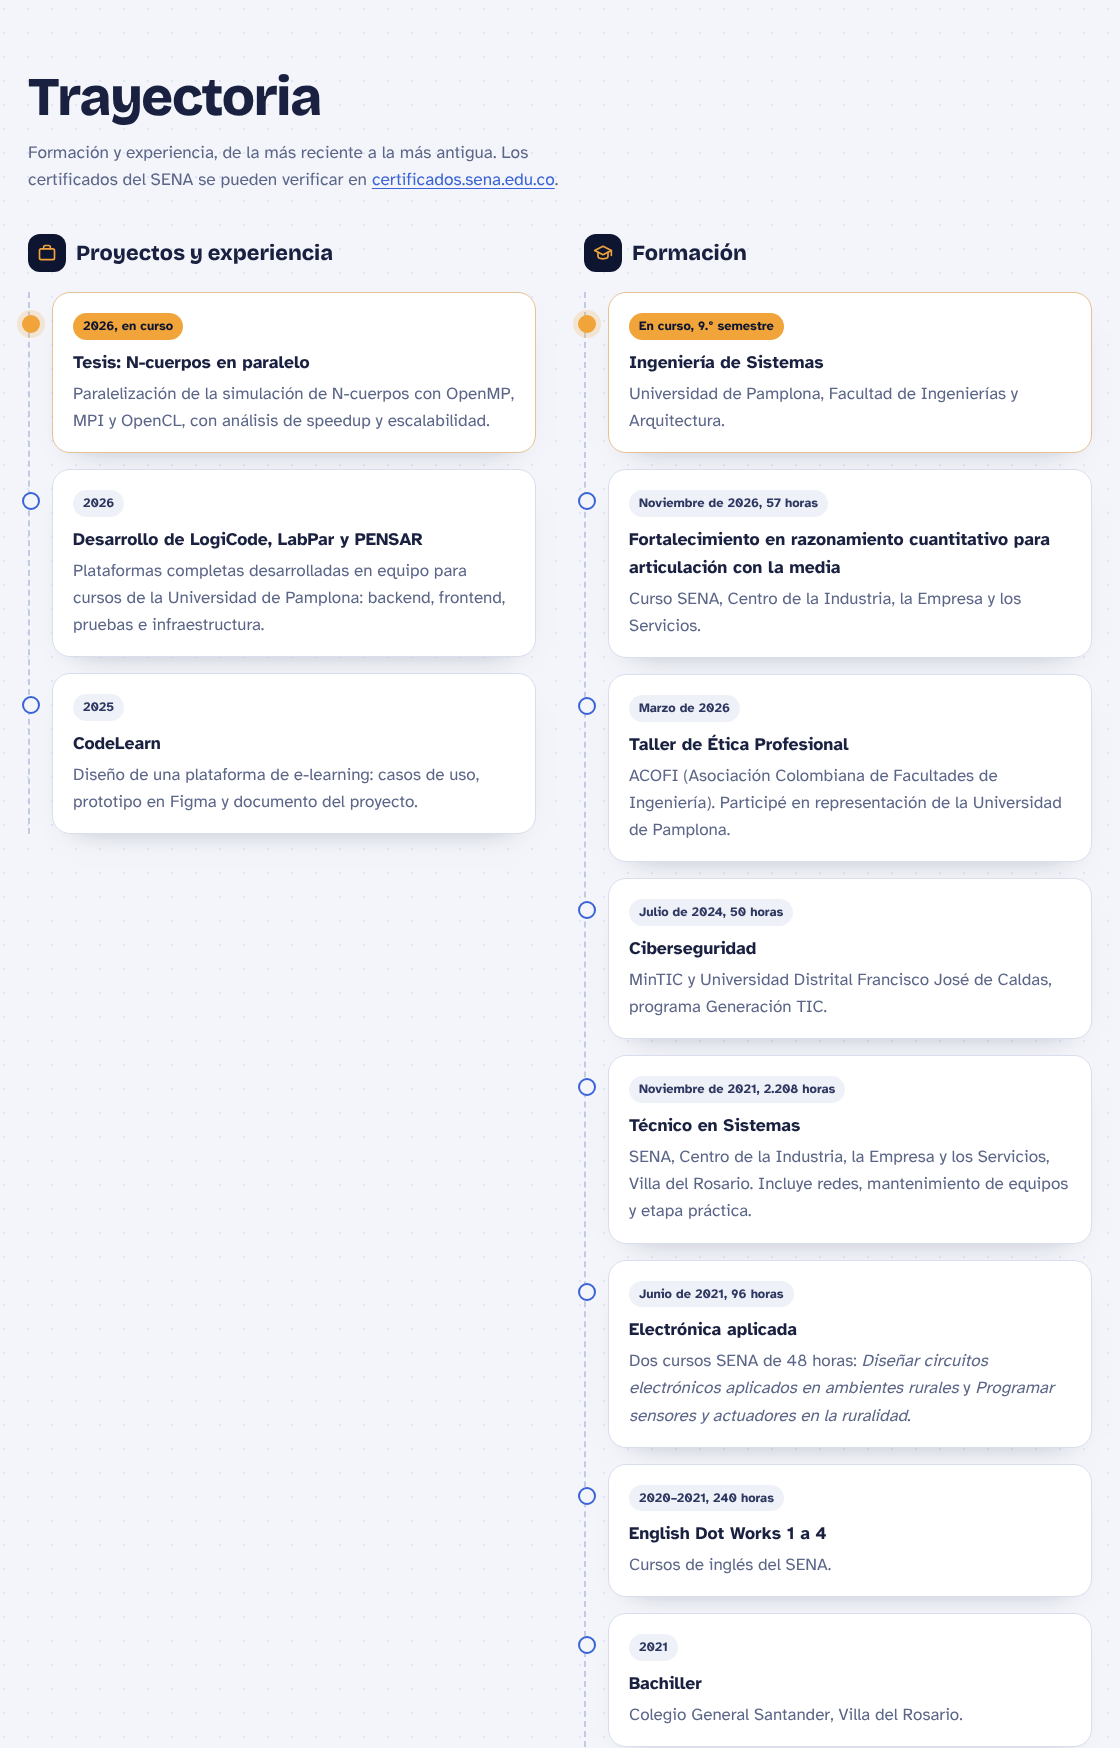 Trayectoria
Formación y experiencia, de la más reciente a la más antigua. Los
certificados del SENA se pueden verificar en certificados.sena.edu.co.
Proyectos y experiencia
2026, en curso
Tesis: N-cuerpos en paralelo
Paralelización de la simulación de N-cuerpos con OpenMP,
MPI y OpenCL, con análisis de speedup y escalabilidad.
2026
Desarrollo de LogiCode, LabPar y PENSAR
Plataformas completas desarrolladas en equipo para
cursos de la Universidad de Pamplona: backend, frontend,
pruebas e infraestructura.
2025
CodeLearn
Diseño de una plataforma de e-learning: casos de uso,
prototipo en Figma y documento del proyecto.
Formación
En curso, 9.º semestre
Ingeniería de Sistemas
Universidad de Pamplona, Facultad de Ingenierías y
Arquitectura.
Noviembre de 2026, 57 horas
Fortalecimiento en razonamiento cuantitativo para
articulación con la media
Curso SENA, Centro de la Industria, la Empresa y los
Servicios.
Marzo de 2026
Taller de Ética Profesional
ACOFI (Asociación Colombiana de Facultades de
Ingeniería). Participé en representación de la Universidad
de Pamplona.
Julio de 2024, 50 horas
Ciberseguridad
MinTIC y Universidad Distrital Francisco José de Caldas,
programa Generación TIC.
Noviembre de 2021, 2.208 horas
Técnico en Sistemas
SENA, Centro de la Industria, la Empresa y los Servicios,
Villa del Rosario. Incluye redes, mantenimiento de equipos
y etapa práctica.
Junio de 2021, 96 horas
Electrónica aplicada
Dos cursos SENA de 48 horas: Diseñar circuitos
electrónicos aplicados en ambientes rurales y Programar
sensores y actuadores en la ruralidad.
2020–2021, 240 horas
English Dot Works 1 a 4
Cursos de inglés del SENA.
2021
Bachiller
Colegio General Santander, Villa del Rosario.